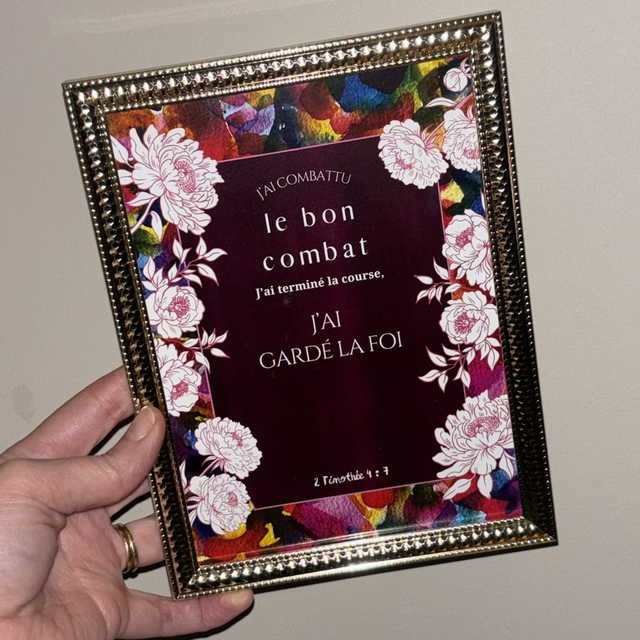 J'AI COMBATTU
le bon
combat
J'ai terminé la course,
J'AI
GARDÉ LA FOI
2 Timothée 4 : 7